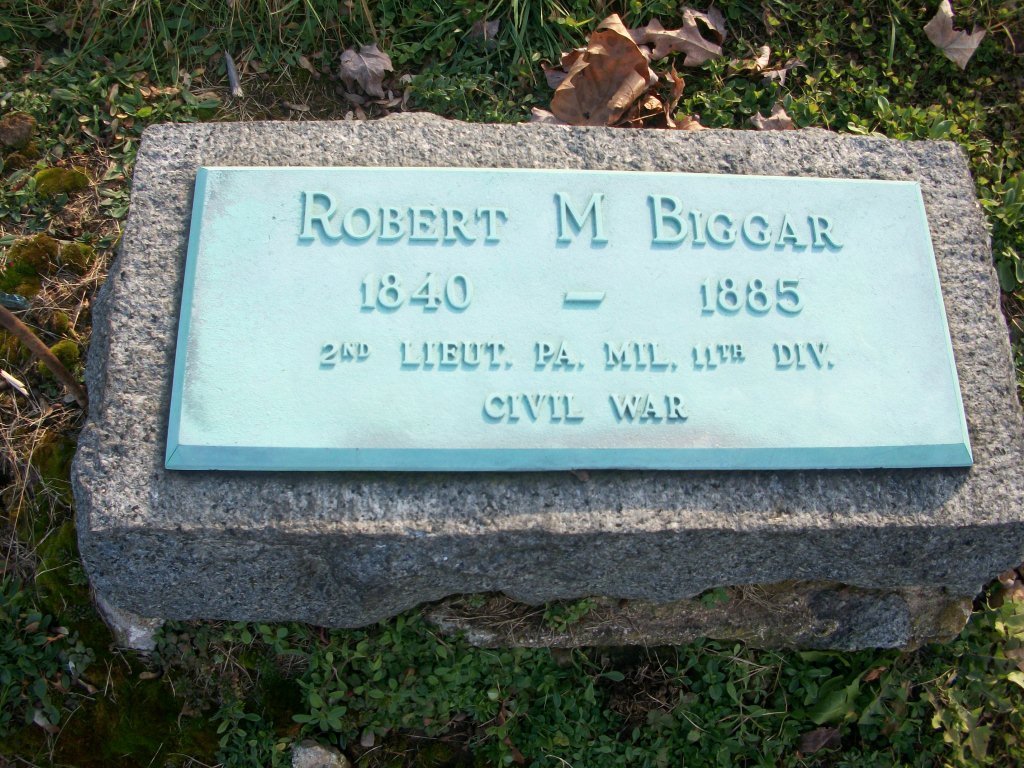 ROBERT M BIGGAR
1840 – 1885
2ND LIEUT. PA. MIL. 11TH DIV.
CIVIL WAR